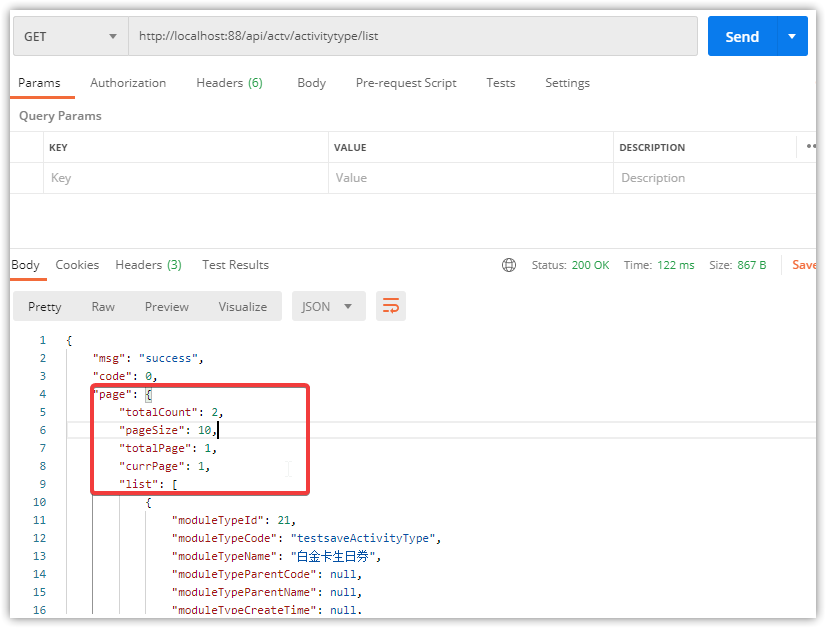 GET
http://localhost:88/api/actv/activitytype/list
Send
Params Authorization Headers (6) Body Pre-request Script Tests Settings
Query Params
KEY VALUE DESCRIPTION
Key Value Description
Body Cookies Headers (3) Test Results Status: 200 OK Time: 122 ms Size: 867 B Save
Pretty Raw Preview Visualize JSON
1 {
2 "msg": "success",
3 "code": 0,
4 "page": {
5 "totalCount": 2,
6 "pageSize": 10,
7 "totalPage": 1,
8 "currPage": 1,
9 "list": [
10 {
11 "moduleTypeId": 21,
12 "moduleTypeCode": "testsaveActivityType",
13 "moduleTypeName": "白金卡生日券",
14 "moduleTypeParentCode": null,
15 "moduleTypeParentName": null,
16 "moduleTypeCreateTime": null,